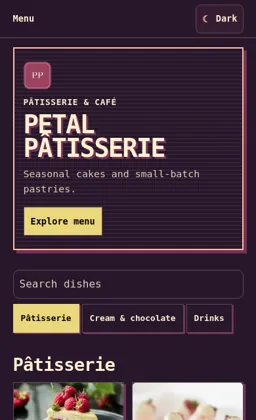 Menu
☾ Dark
PP
PÂTISSERIE & CAFÉ
PETAL
PÂTISSERIE
Seasonal cakes and small-batch
pastries.
Explore menu
Search dishes
Pâtisserie
Cream & chocolate
Drinks
Pâtisserie